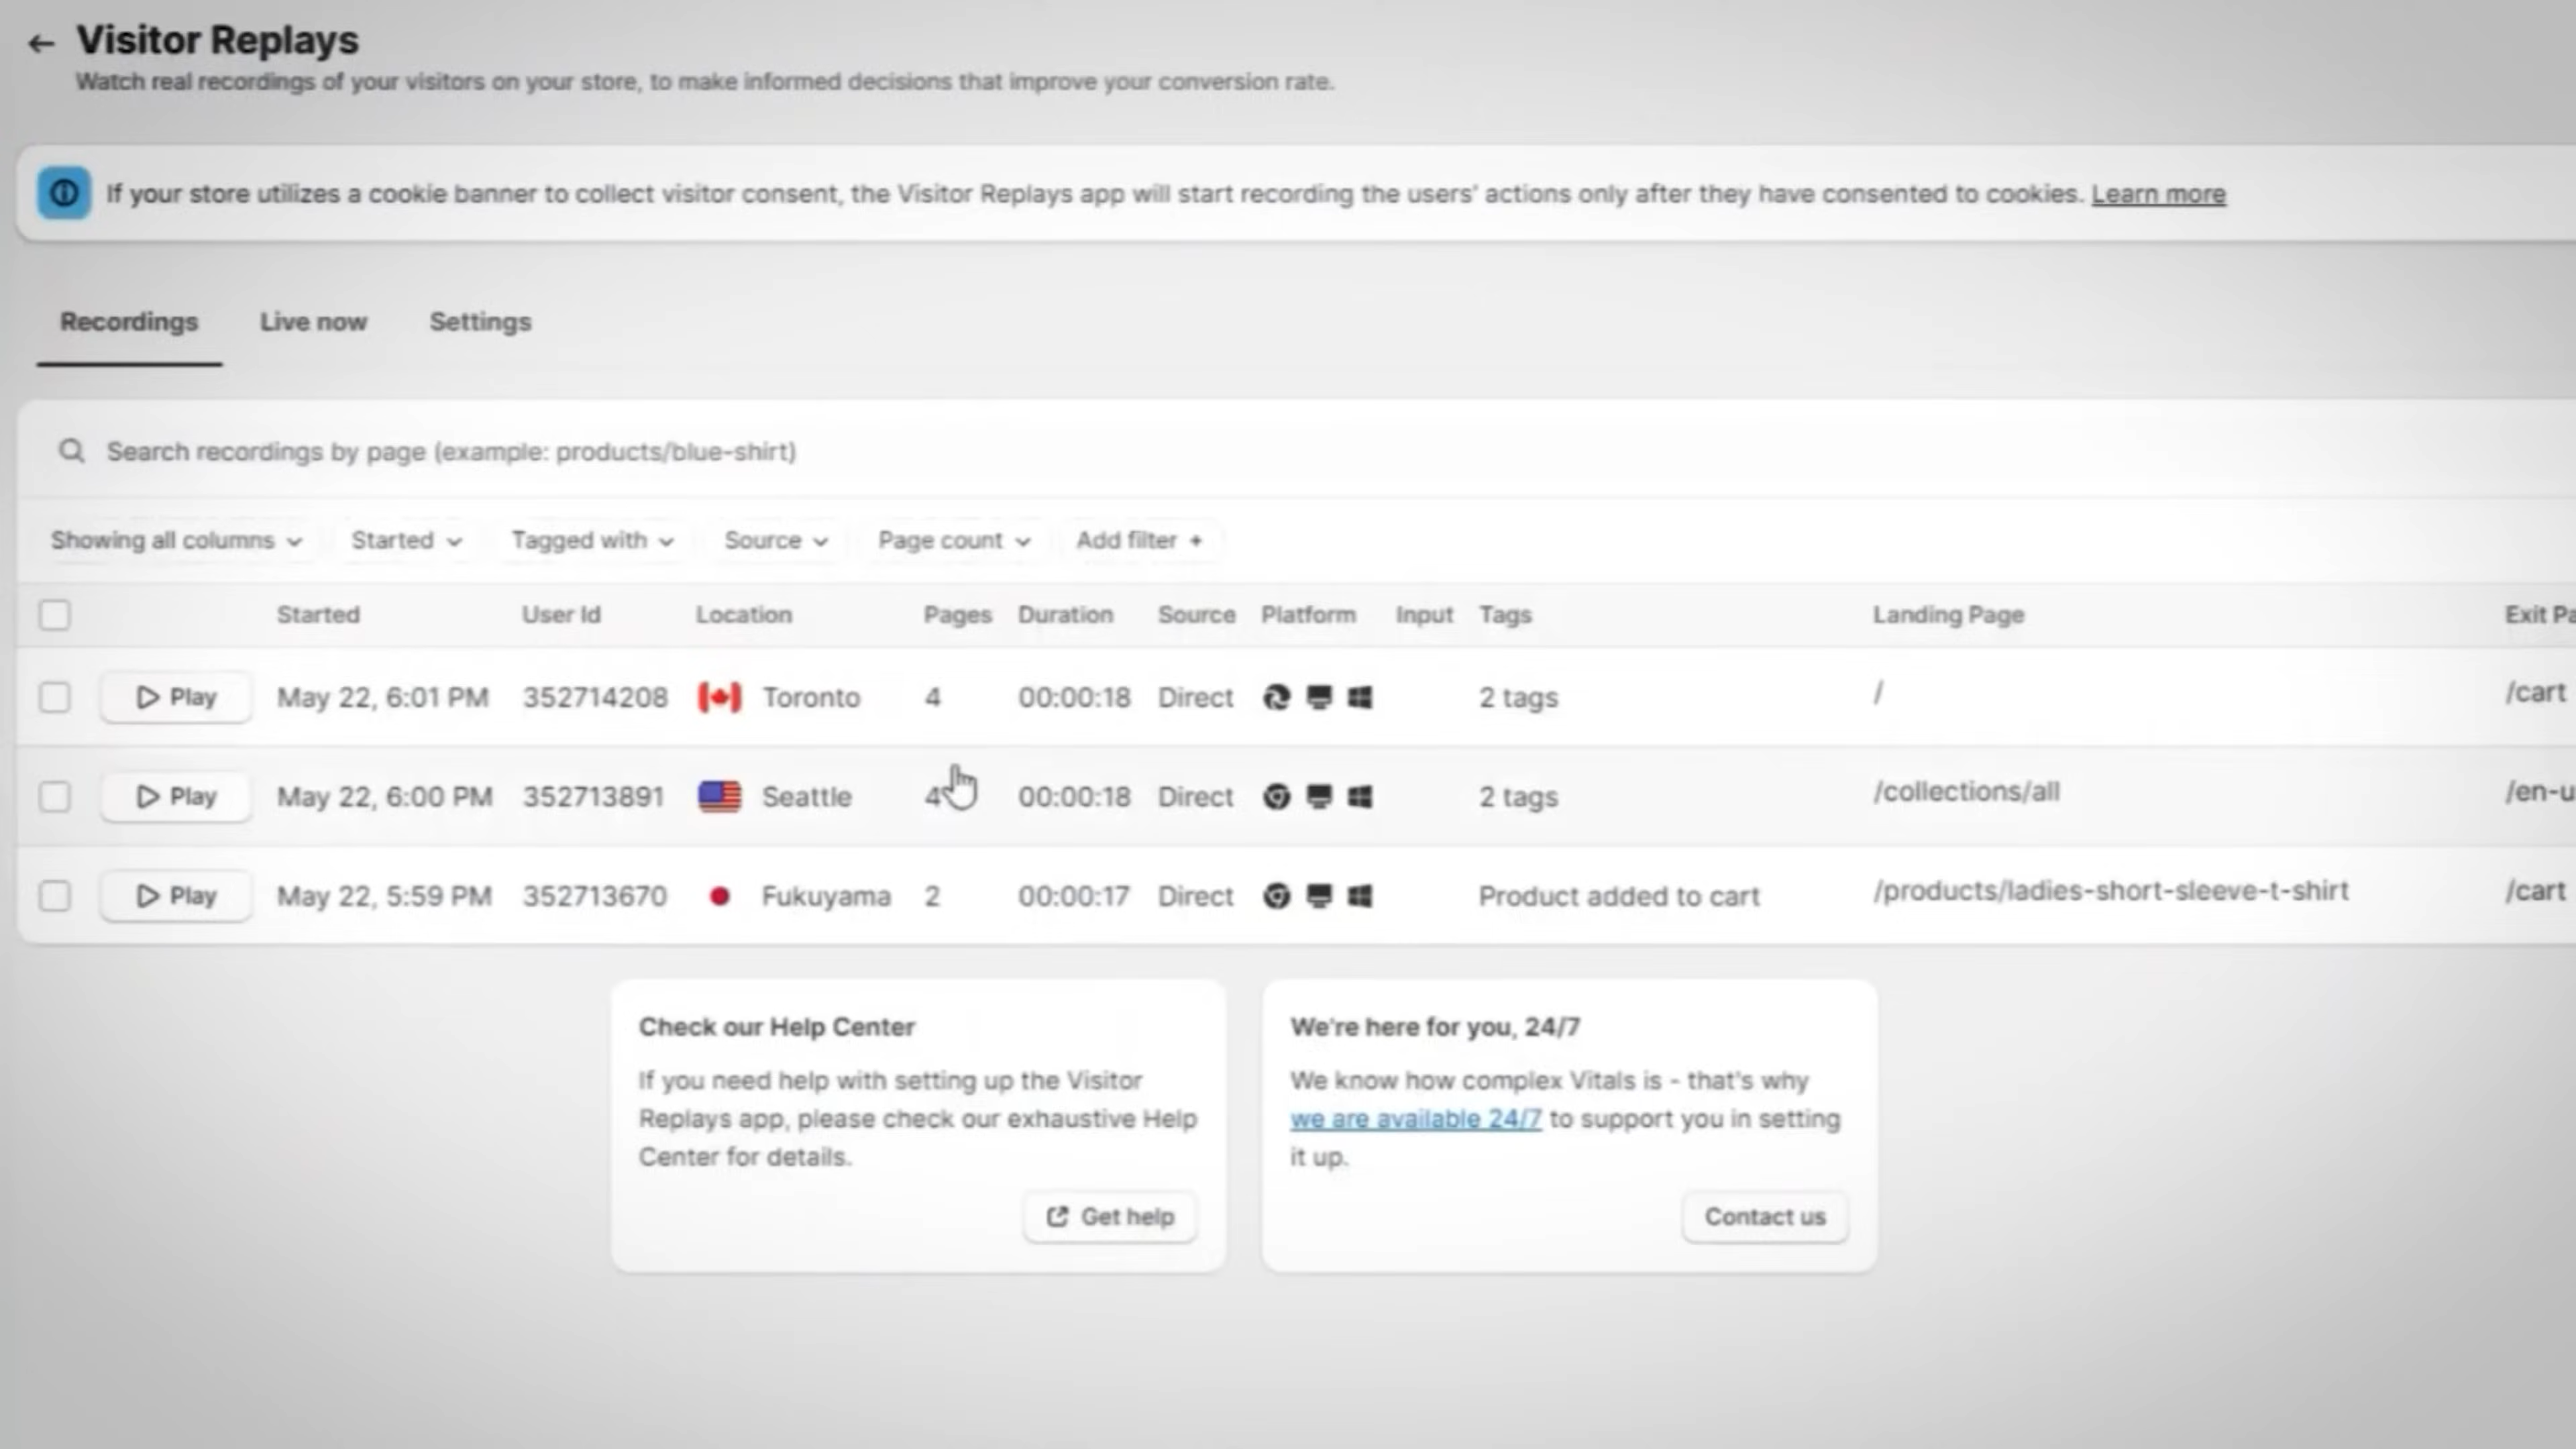 Visitor Replays
Watch real recordings of your visitors on your store, to make informed decisions that improve your conversion rate.
If your store utilizes a cookie banner to collect visitor consent, the Visitor Replays app will start recording the users' actions only after they have consented to cookies. Learn more
Recordings Live now Settings
Search recordings by page (example: products/blue-shirt)
Showing all columns Started Tagged with Source Page count Add filter +
Started User Id Location Pages Duration Source Platform Input Tags Landing Page Exit Pa
Play May 22, 6:01 PM 352714208 Toronto 4 00:00:18 Direct 2 tags / /cart
Play May 22, 6:00 PM 352713891 Seattle 4 00:00:18 Direct 2 tags /collections/all /en-u
Play May 22, 5:59 PM 352713670 Fukuyama 2 00:00:17 Direct Product added to cart /products/ladies-short-sleeve-t-shirt /cart
Check our Help Center
If you need help with setting up the Visitor
Replays app, please check our exhaustive Help
Center for details.
Get help
We're here for you, 24/7
We know how complex Vitals is - that's why
we are available 24/7 to support you in setting
it up.
Contact us